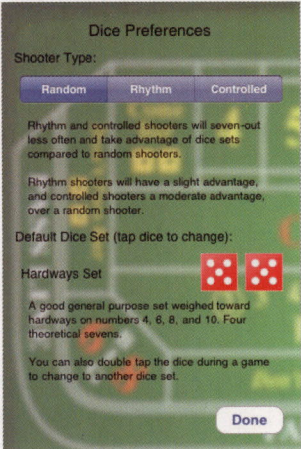 Dice Preferences
Shooter Type:
Random Rhythm Controlled
Rhythm and controlled shooters will seven-out
less often and take advantage of dice sets
compared to random shooters.
Rhythm shooters will have a slight advantage,
and controlled shooters a moderate advantage,
over a random shooter.
Default Dice Set (tap dice to change):
Hardways Set
A good general purpose set weighed toward
hardways on numbers 4, 6, 8, and 10. Four
theoretical sevens.
You can also double tap the dice during a game
to change to another dice set.
Done